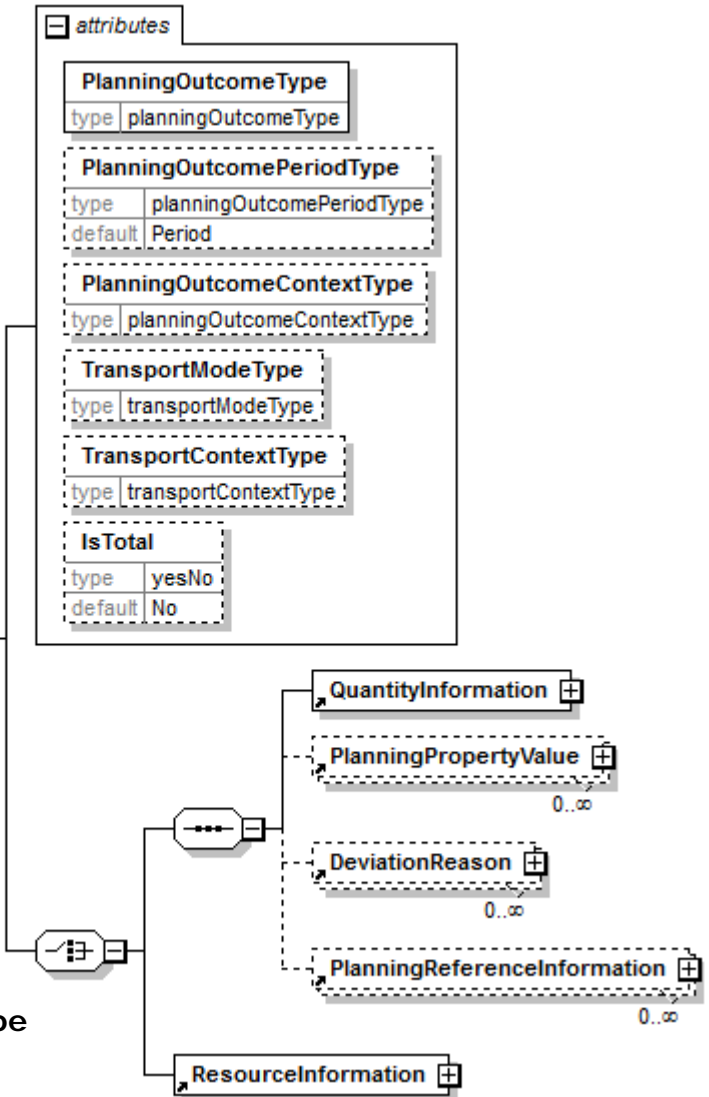 attributes
PlanningOutcomeType
type planningOutcomeType
PlanningOutcomePeriodType
type planningOutcomePeriodType
default Period
PlanningOutcomeContextType
type planningOutcomeContextType
TransportModeType
type transportModeType
TransportContextType
type transportContextType
IsTotal
type yesNo
default No
QuantityInformation
PlanningPropertyValue
0..∞
DeviationReason
0..∞
PlanningReferenceInformation
0..∞
pe
ResourceInformation